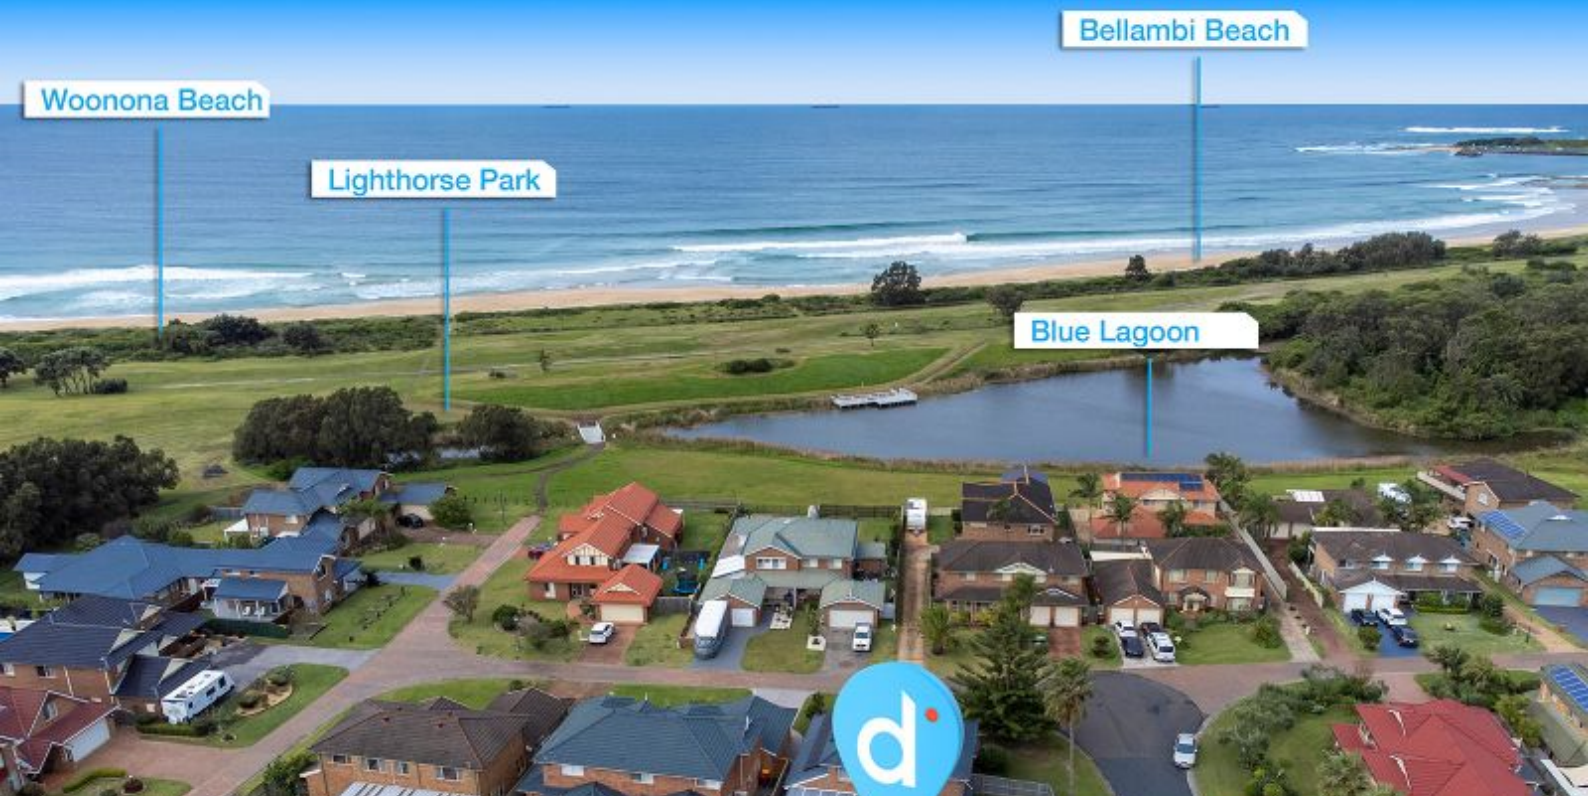 Bellambi Beach
Woonona Beach
Lighthorse Park
Blue Lagoon
d